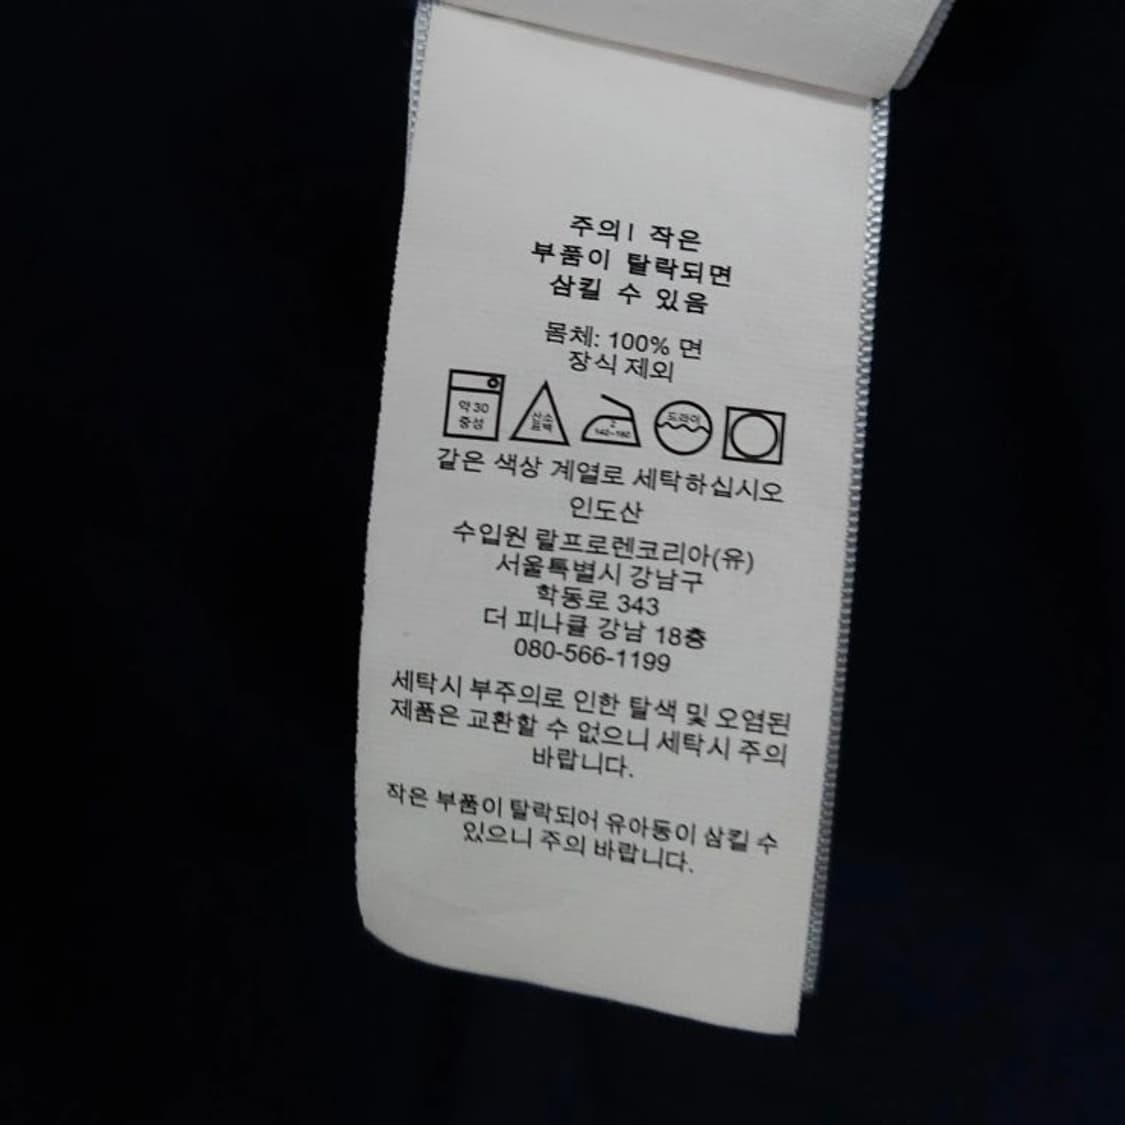 주의! 작은
부품이 탈락되면
삼킬 수 있음
몸체: 100% 면
장식 제외
약 30
중성
산소
표백
2
140~160
드라이
같은 색상 계열로 세탁하십시오
인도산
수입원 랄프로렌코리아(유)
서울특별시 강남구
학동로 343
더 피나클 강남 18층
080-566-1199
세탁시 부주의로 인한 탈색 및 오염된
제품은 교환할 수 없으니 세탁시 주의
바랍니다.
작은 부품이 탈락되어 유아동이 삼킬 수
있으니 주의 바랍니다.